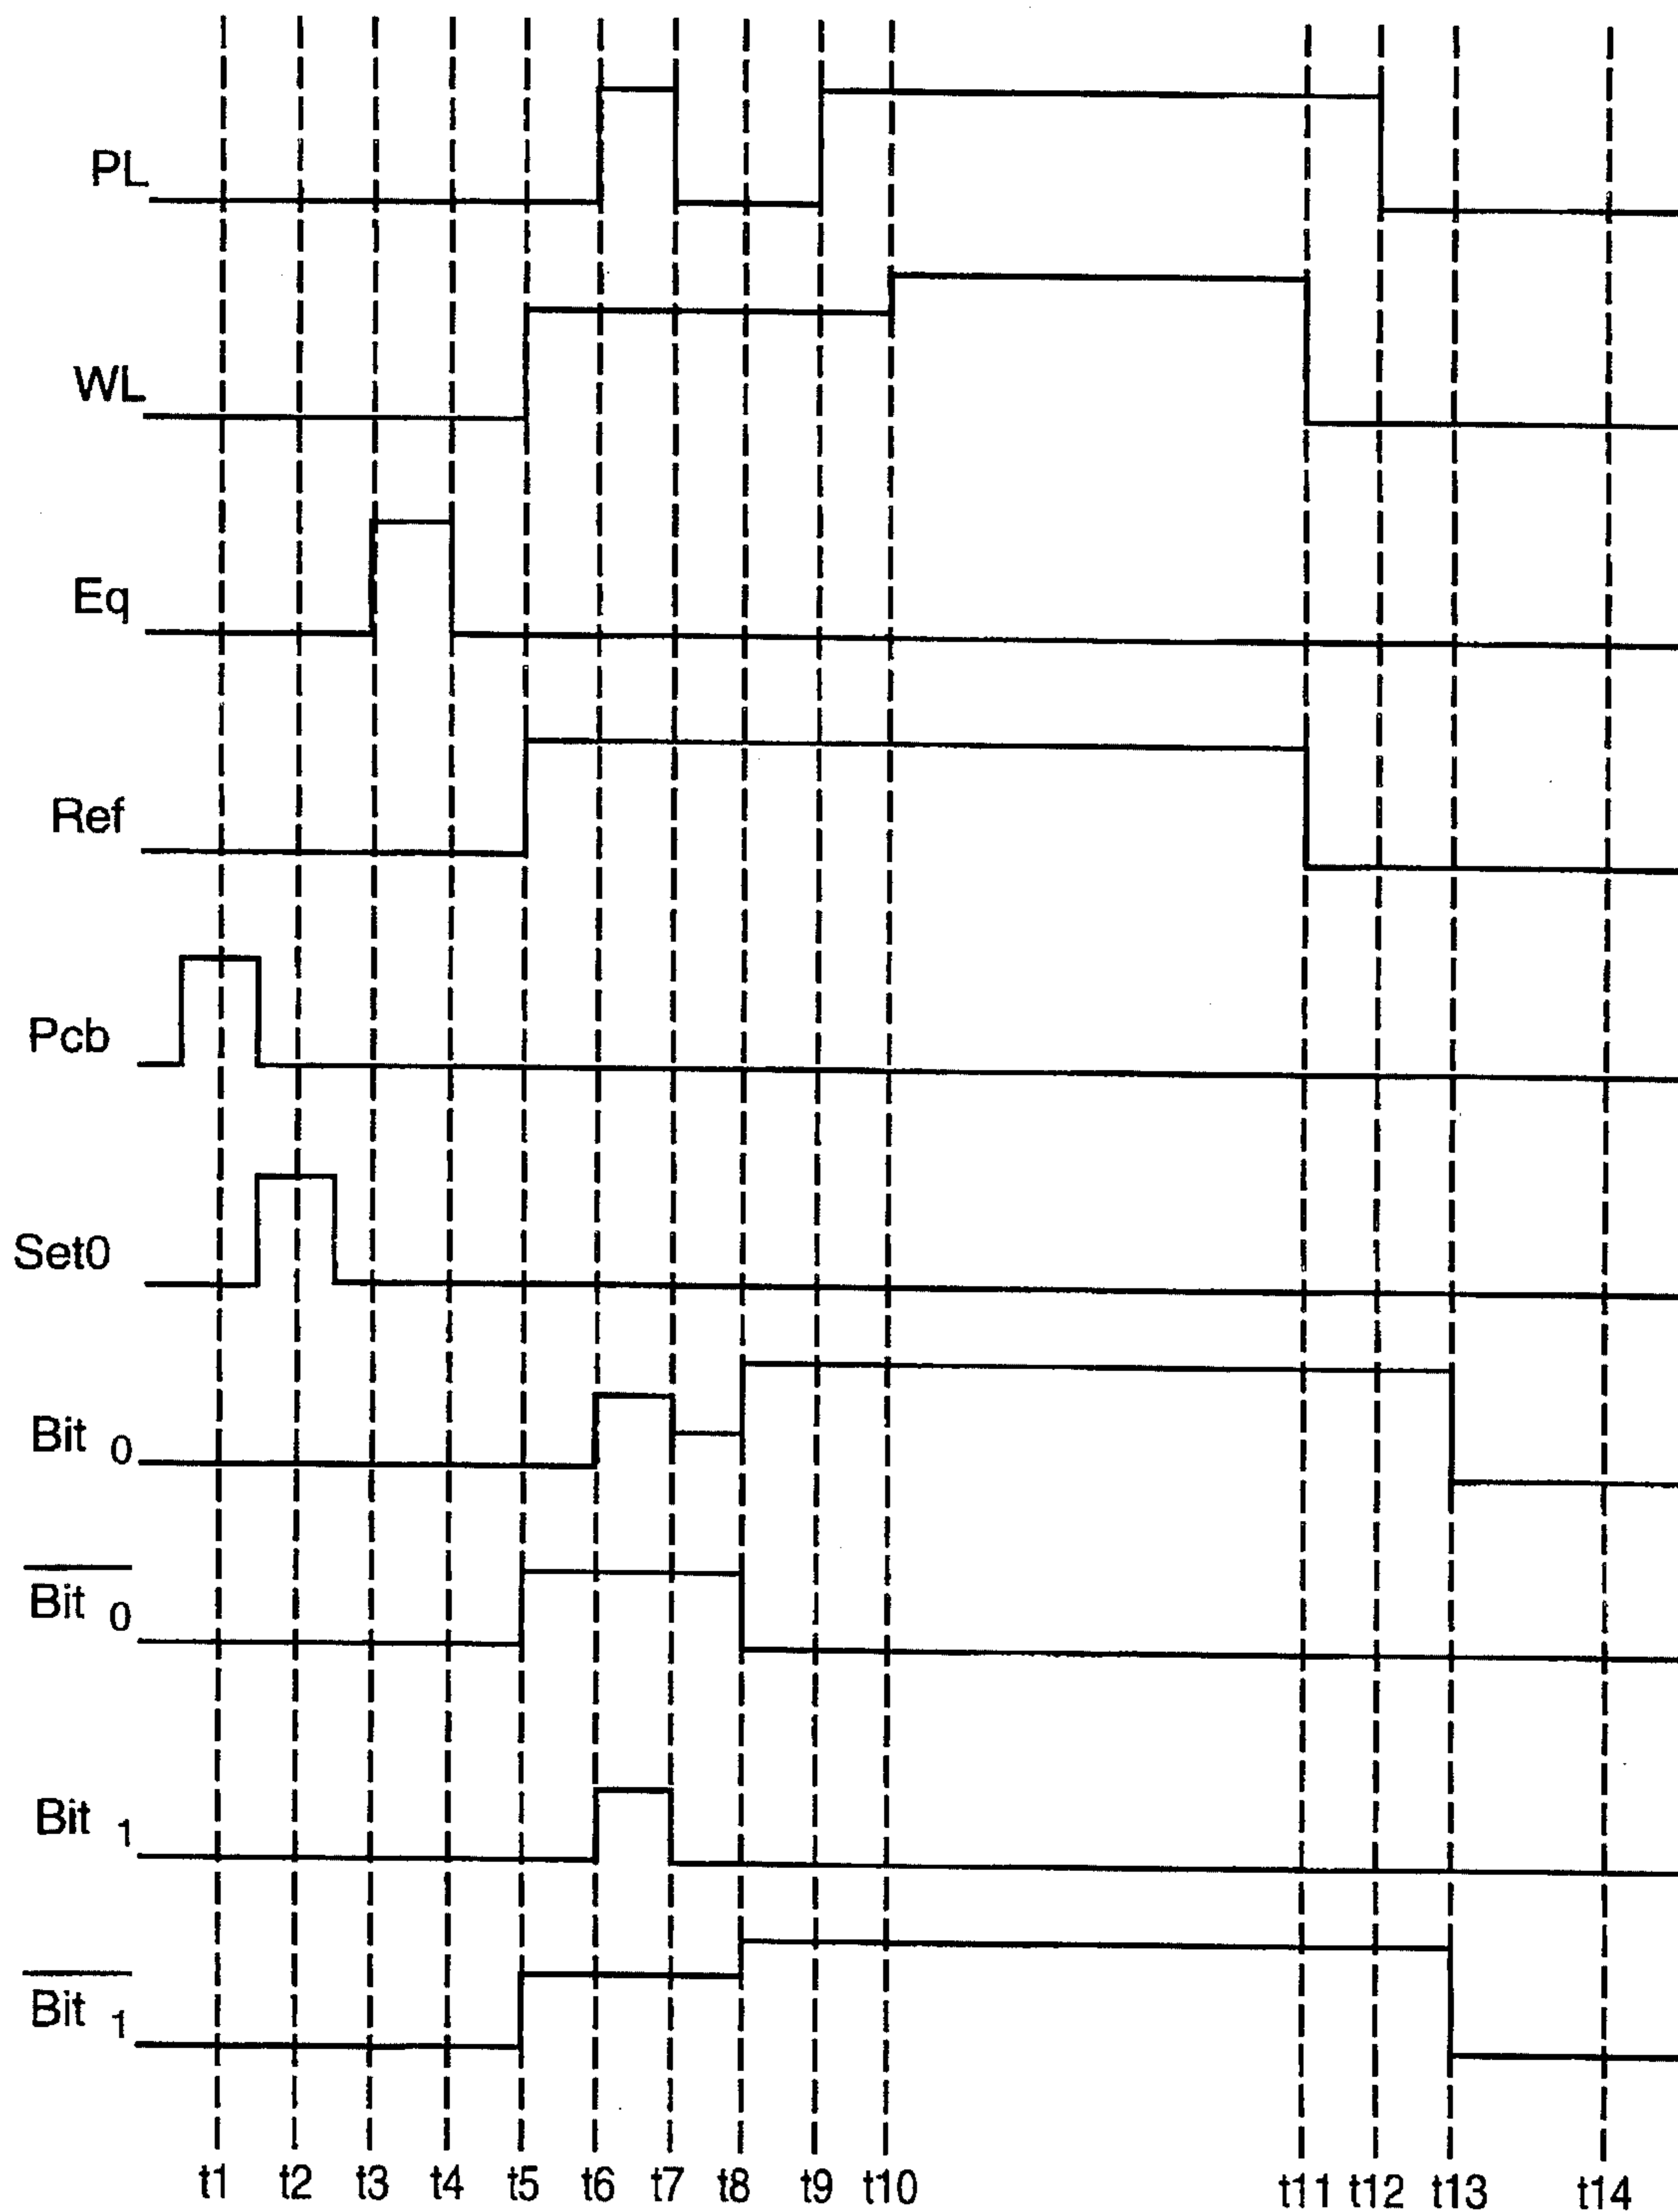 PL
WL
Eq
Ref
Pcb
Set0
Bit 0
Bit 0
Bit 1
Bit 1
t1 t2 t3 t4 t5 t6 t7 t8 t9 t10 t11 t12 t13 t14